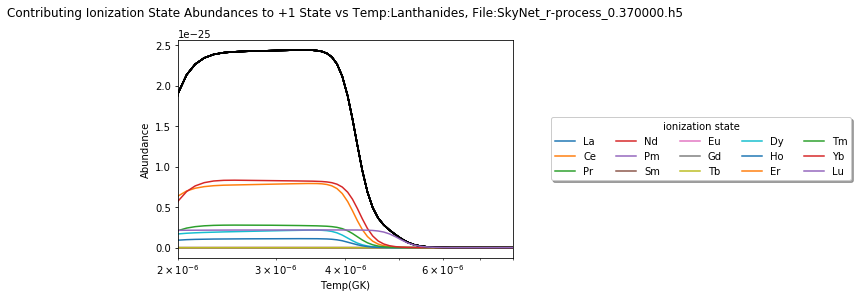 Contributing Ionization State Abundances to +1 State vs Temp:Lanthanides, File:SkyNet_r-process_0.370000.h5
1e−25
2.5
2.0
1.5
1.0
0.5
0.0
Abundance
2 × 10⁻⁶
3 × 10⁻⁶
4 × 10⁻⁶
6 × 10⁻⁶
Temp(GK)
ionization state
La Nd Eu Dy Tm
Ce Pm Gd Ho Yb
Pr Sm Tb Er Lu